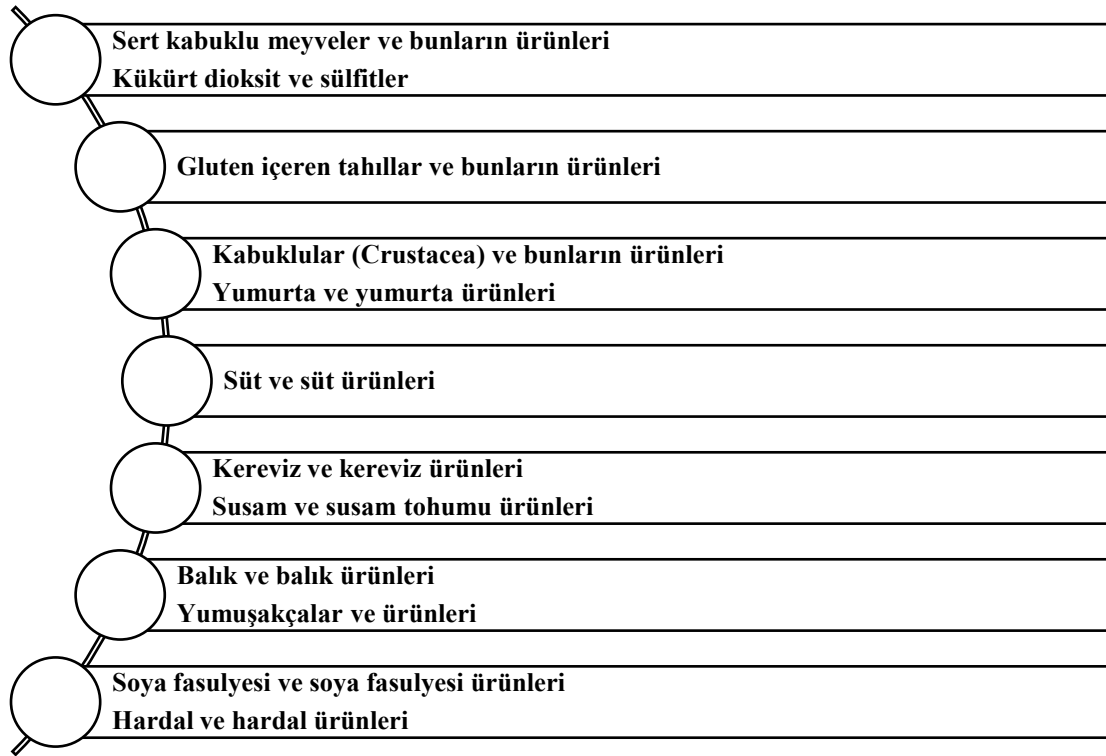 Sert kabuklu meyveler ve bunların ürünleri
Kükürt dioksit ve sülfitler
Gluten içeren tahıllar ve bunların ürünleri
Kabuklular (Crustacea) ve bunların ürünleri
Yumurta ve yumurta ürünleri
Süt ve süt ürünleri
Kereviz ve kereviz ürünleri
Susam ve susam tohumu ürünleri
Balık ve balık ürünleri
Yumuşakçalar ve ürünleri
Soya fasulyesi ve soya fasulyesi ürünleri
Hardal ve hardal ürünleri